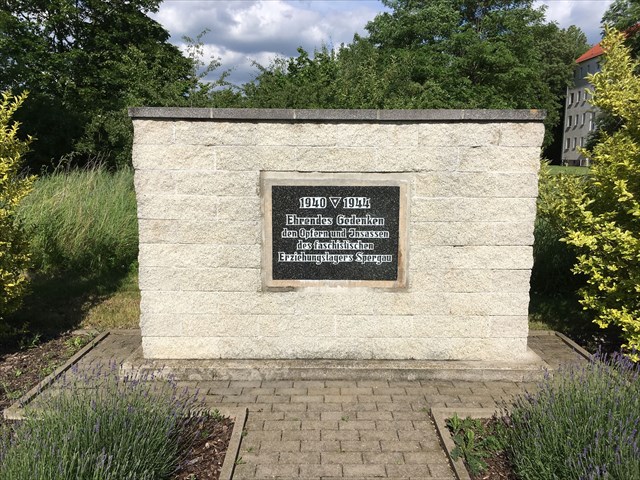 1940 ▽ 1944
Ehrendes Gedenken
den Opfern und Insassen
des faschistischen
Erziehungslagers Spergau